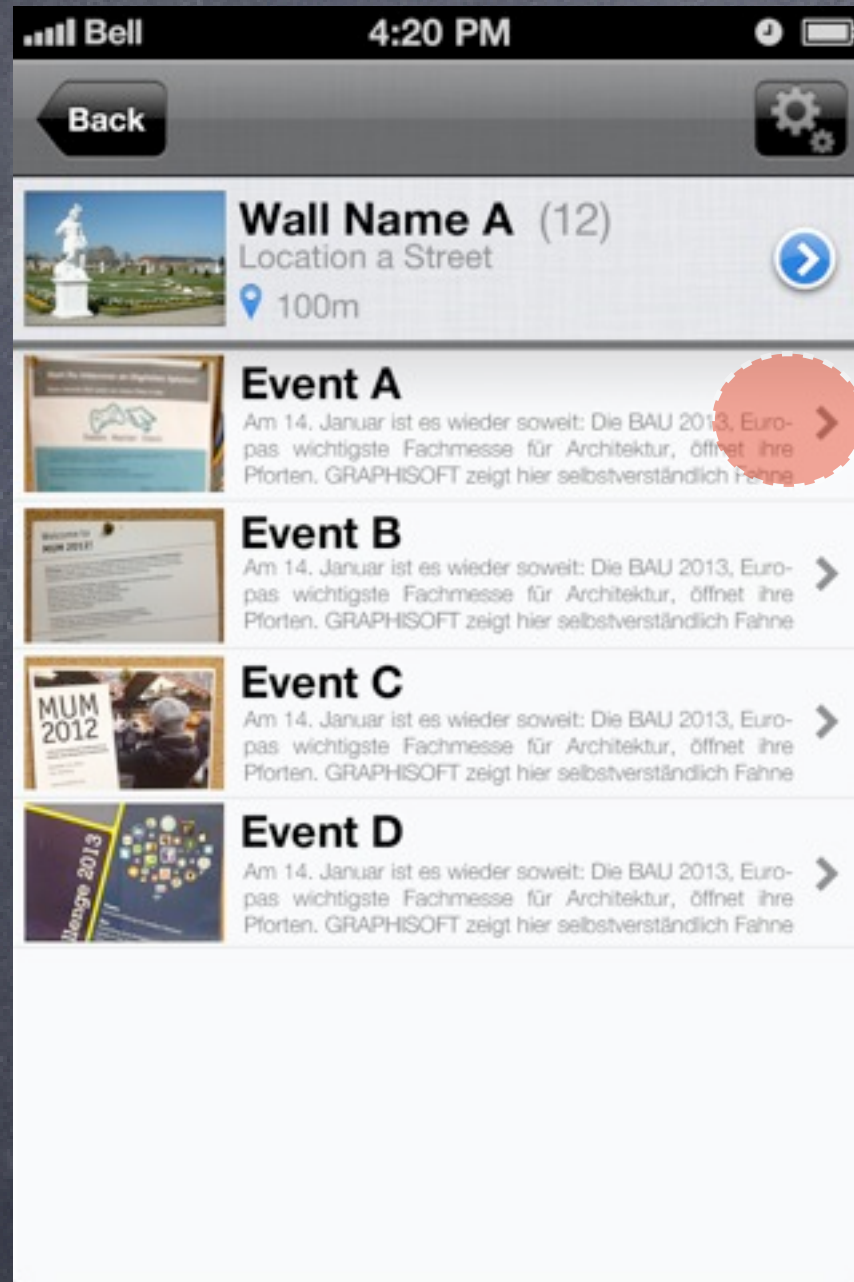 Bell 4:20 PM
Back
Wall Name A (12)
Location a Street
100m
Event A
Am 14. Januar ist es wieder soweit: Die BAU 2013, Euro-
pas wichtigste Fachmesse für Architektur, öffnet ihre
Pforten. GRAPHISOFT zeigt hier selbstverständlich Fahne
Welcome to
MUM 2013!
Event B
Am 14. Januar ist es wieder soweit: Die BAU 2013, Euro-
pas wichtigste Fachmesse für Architektur, öffnet ihre
Pforten. GRAPHISOFT zeigt hier selbstverständlich Fahne
MUM
2012
Event C
Am 14. Januar ist es wieder soweit: Die BAU 2013, Euro-
pas wichtigste Fachmesse für Architektur, öffnet ihre
Pforten. GRAPHISOFT zeigt hier selbstverständlich Fahne
llenge 2013
Event D
Am 14. Januar ist es wieder soweit: Die BAU 2013, Euro-
pas wichtigste Fachmesse für Architektur, öffnet ihre
Pforten. GRAPHISOFT zeigt hier selbstverständlich Fahne